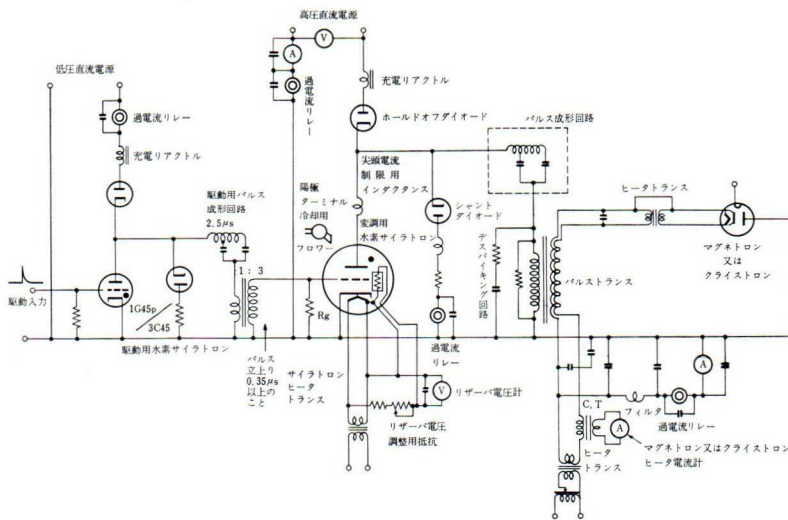 高圧直流電源
V
A
過電流リレー
充電リアクトル
ホールドオフダイオード
低圧直流電源
過電流リレー
充電リアクトル
駆動用パルス
成形回路
2.5μs
1:3
駆動入力
1G45p
3C45
駆動用水素サイラトロン
パルス
立上り
0.35μs
以上の
こと
尖頭電流
制限用
インダクタンス
陽極
ターミナル
冷却用
フロワー
変調用
水素サイラトロン
Rg
サイラトロン
ヒータ
トランス
V
リザーバ電圧計
リザーバ電圧
調整用抵抗
シャント
ダイオード
過電流
リレー
パルス成形回路
デスパイキング
回路
パルストランス
ヒータトランス
マグネトロン
又は
クライストロン
A
フィルタ
過電流リレー
C.T
A
マグネトロン又はクライストロン
ヒータ電流計
ヒータ
トランス